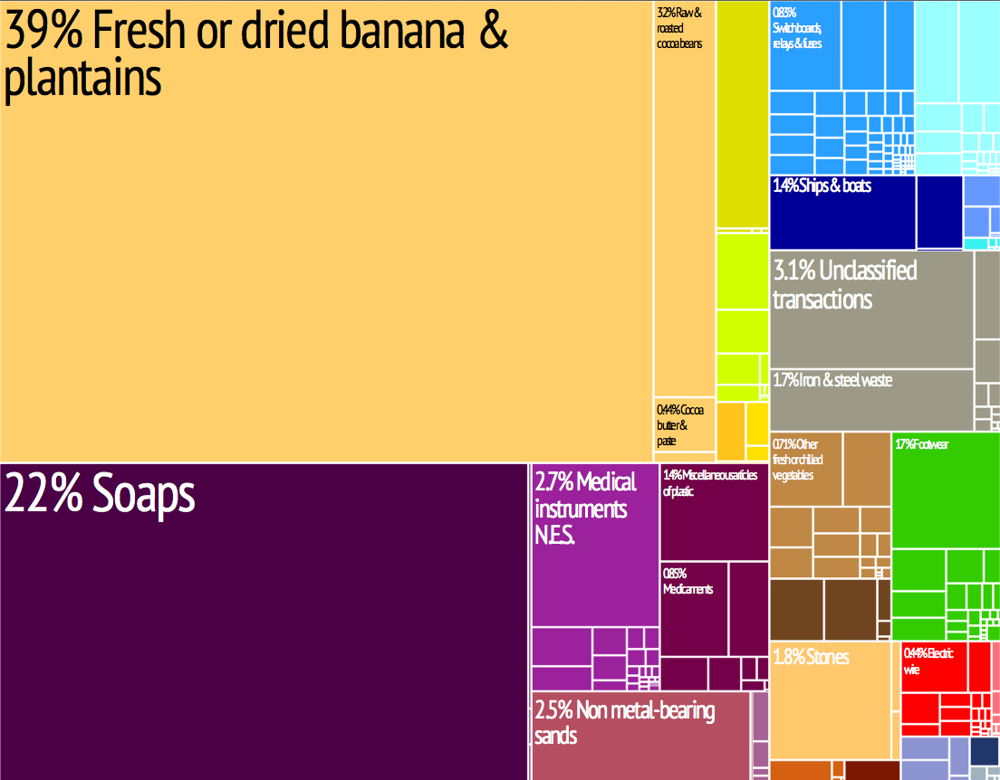 39% Fresh or dried banana &
plantains
3.2% Raw &
roasted
cocoa beans
0.44% Cocoa
butter &
paste
22% Soaps
2.7% Medical
instruments
N.E.S.
1.4% Miscellaneous articles
of plastic
0.85%
Medicaments
2.5% Non metal-bearing
sands
0.83%
Switchboards,
relays & fuses
1.4% Ships & boats
3.1% Unclassified
transactions
1.7% Iron & steel waste
0.71% Other
fresh or chilled
vegetables
1.7% Footwear
1.8% Stones
0.44% Electric
wire